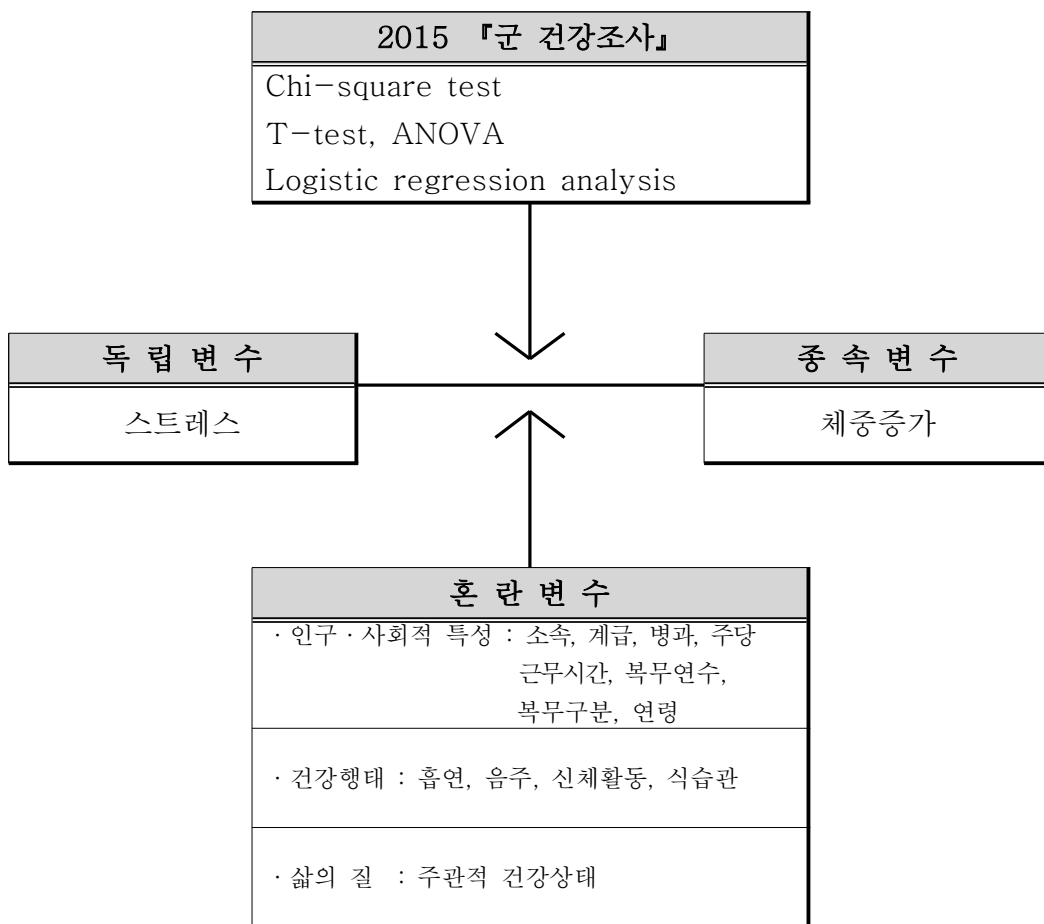 2015 『군 건강조사』
Chi-square test
T-test, ANOVA
Logistic regression analysis
독 립 변 수
스트레스
종 속 변 수
체중증가
혼 란 변 수
· 인구 · 사회적 특성 : 소속, 계급, 병과, 주당
근무시간, 복무연수,
복무구분, 연령
· 건강행태 : 흡연, 음주, 신체활동, 식습관
· 삶의 질 : 주관적 건강상태